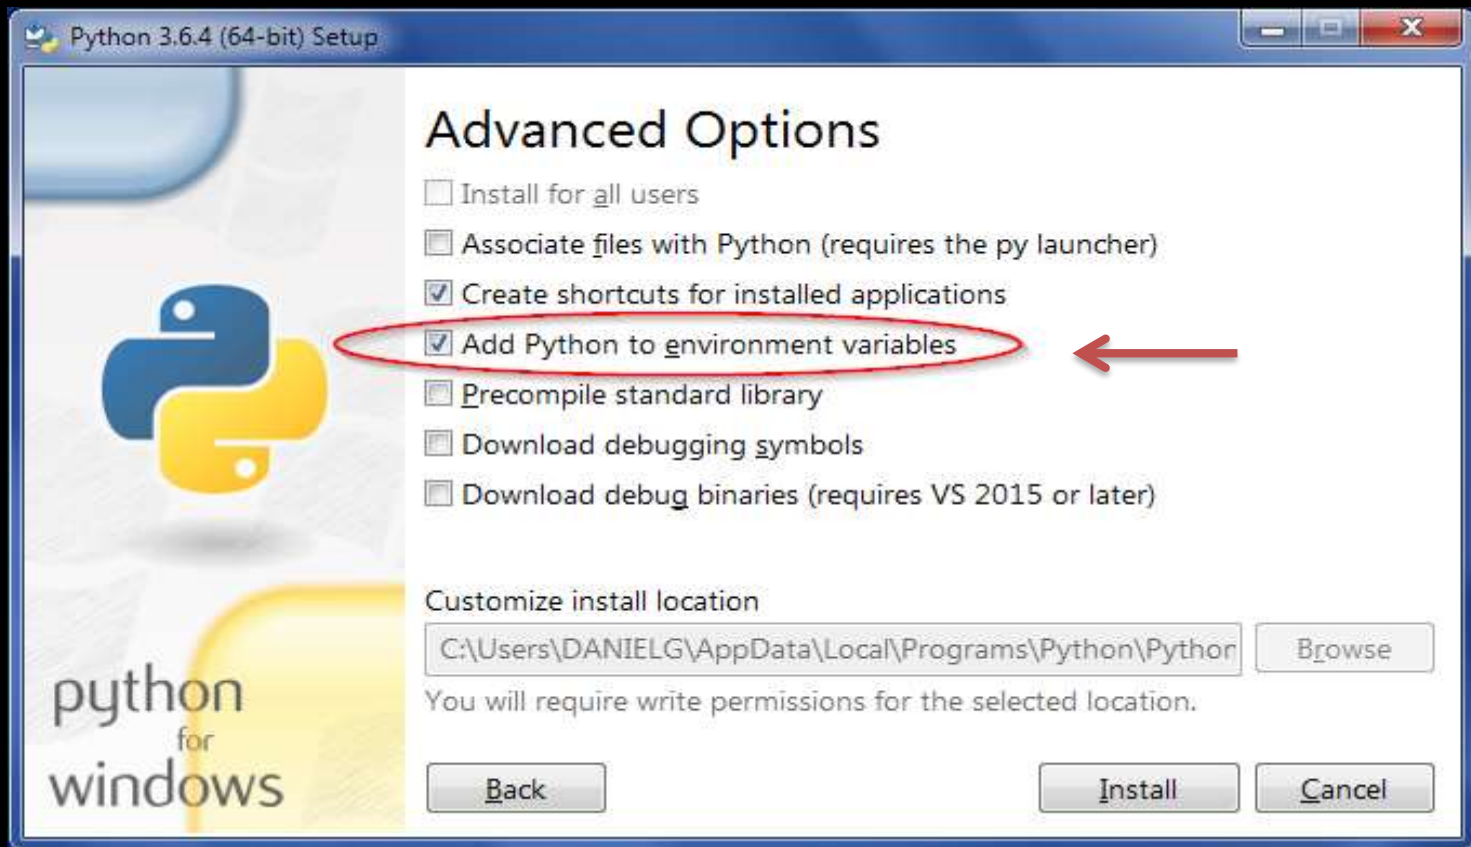 Python 3.6.4 (64-bit) Setup
Advanced Options
Install for all users
Associate files with Python (requires the py launcher)
Create shortcuts for installed applications
Add Python to environment variables
Precompile standard library
Download debugging symbols
Download debug binaries (requires VS 2015 or later)
Customize install location
C:\Users\DANIELG\AppData\Local\Programs\Python\Python
Browse
You will require write permissions for the selected location.
python
for
windows
Back
Install
Cancel